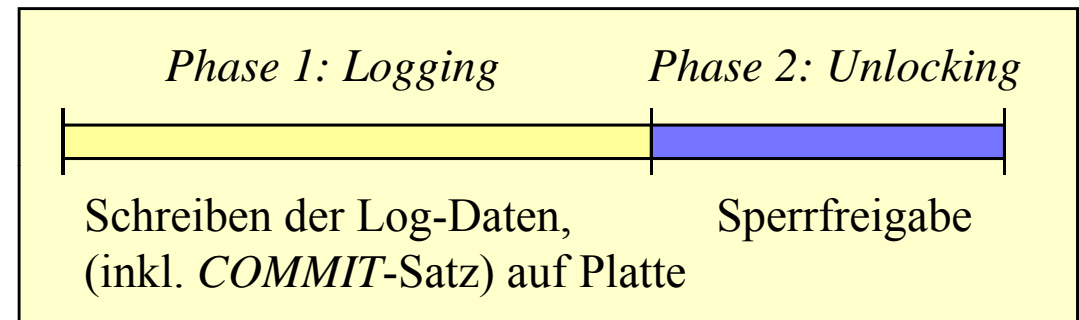 Phase 1: Logging Phase 2: Unlocking
Schreiben der Log-Daten, Sperrfreigabe
(inkl. COMMIT-Satz) auf Platte